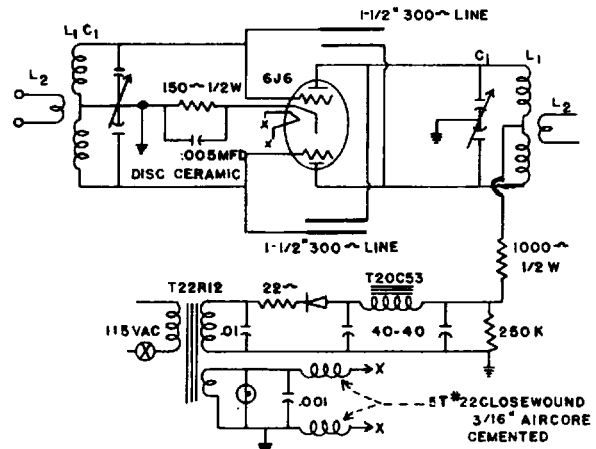 1-1/2" 300~ LINE
L2
L1 C1
150~1/2W
6J6
C1
L1
L2
X
X
.005MFD
DISC CERAMIC
1-1/2" 300~ LINE
1000~
1/2 W
T22R12
22~
T20C53
115VAC
.01
40-40
250K
X
.001
5T #22 CLOSEWOUND
3/16" AIRCORE
CEMENTED
X